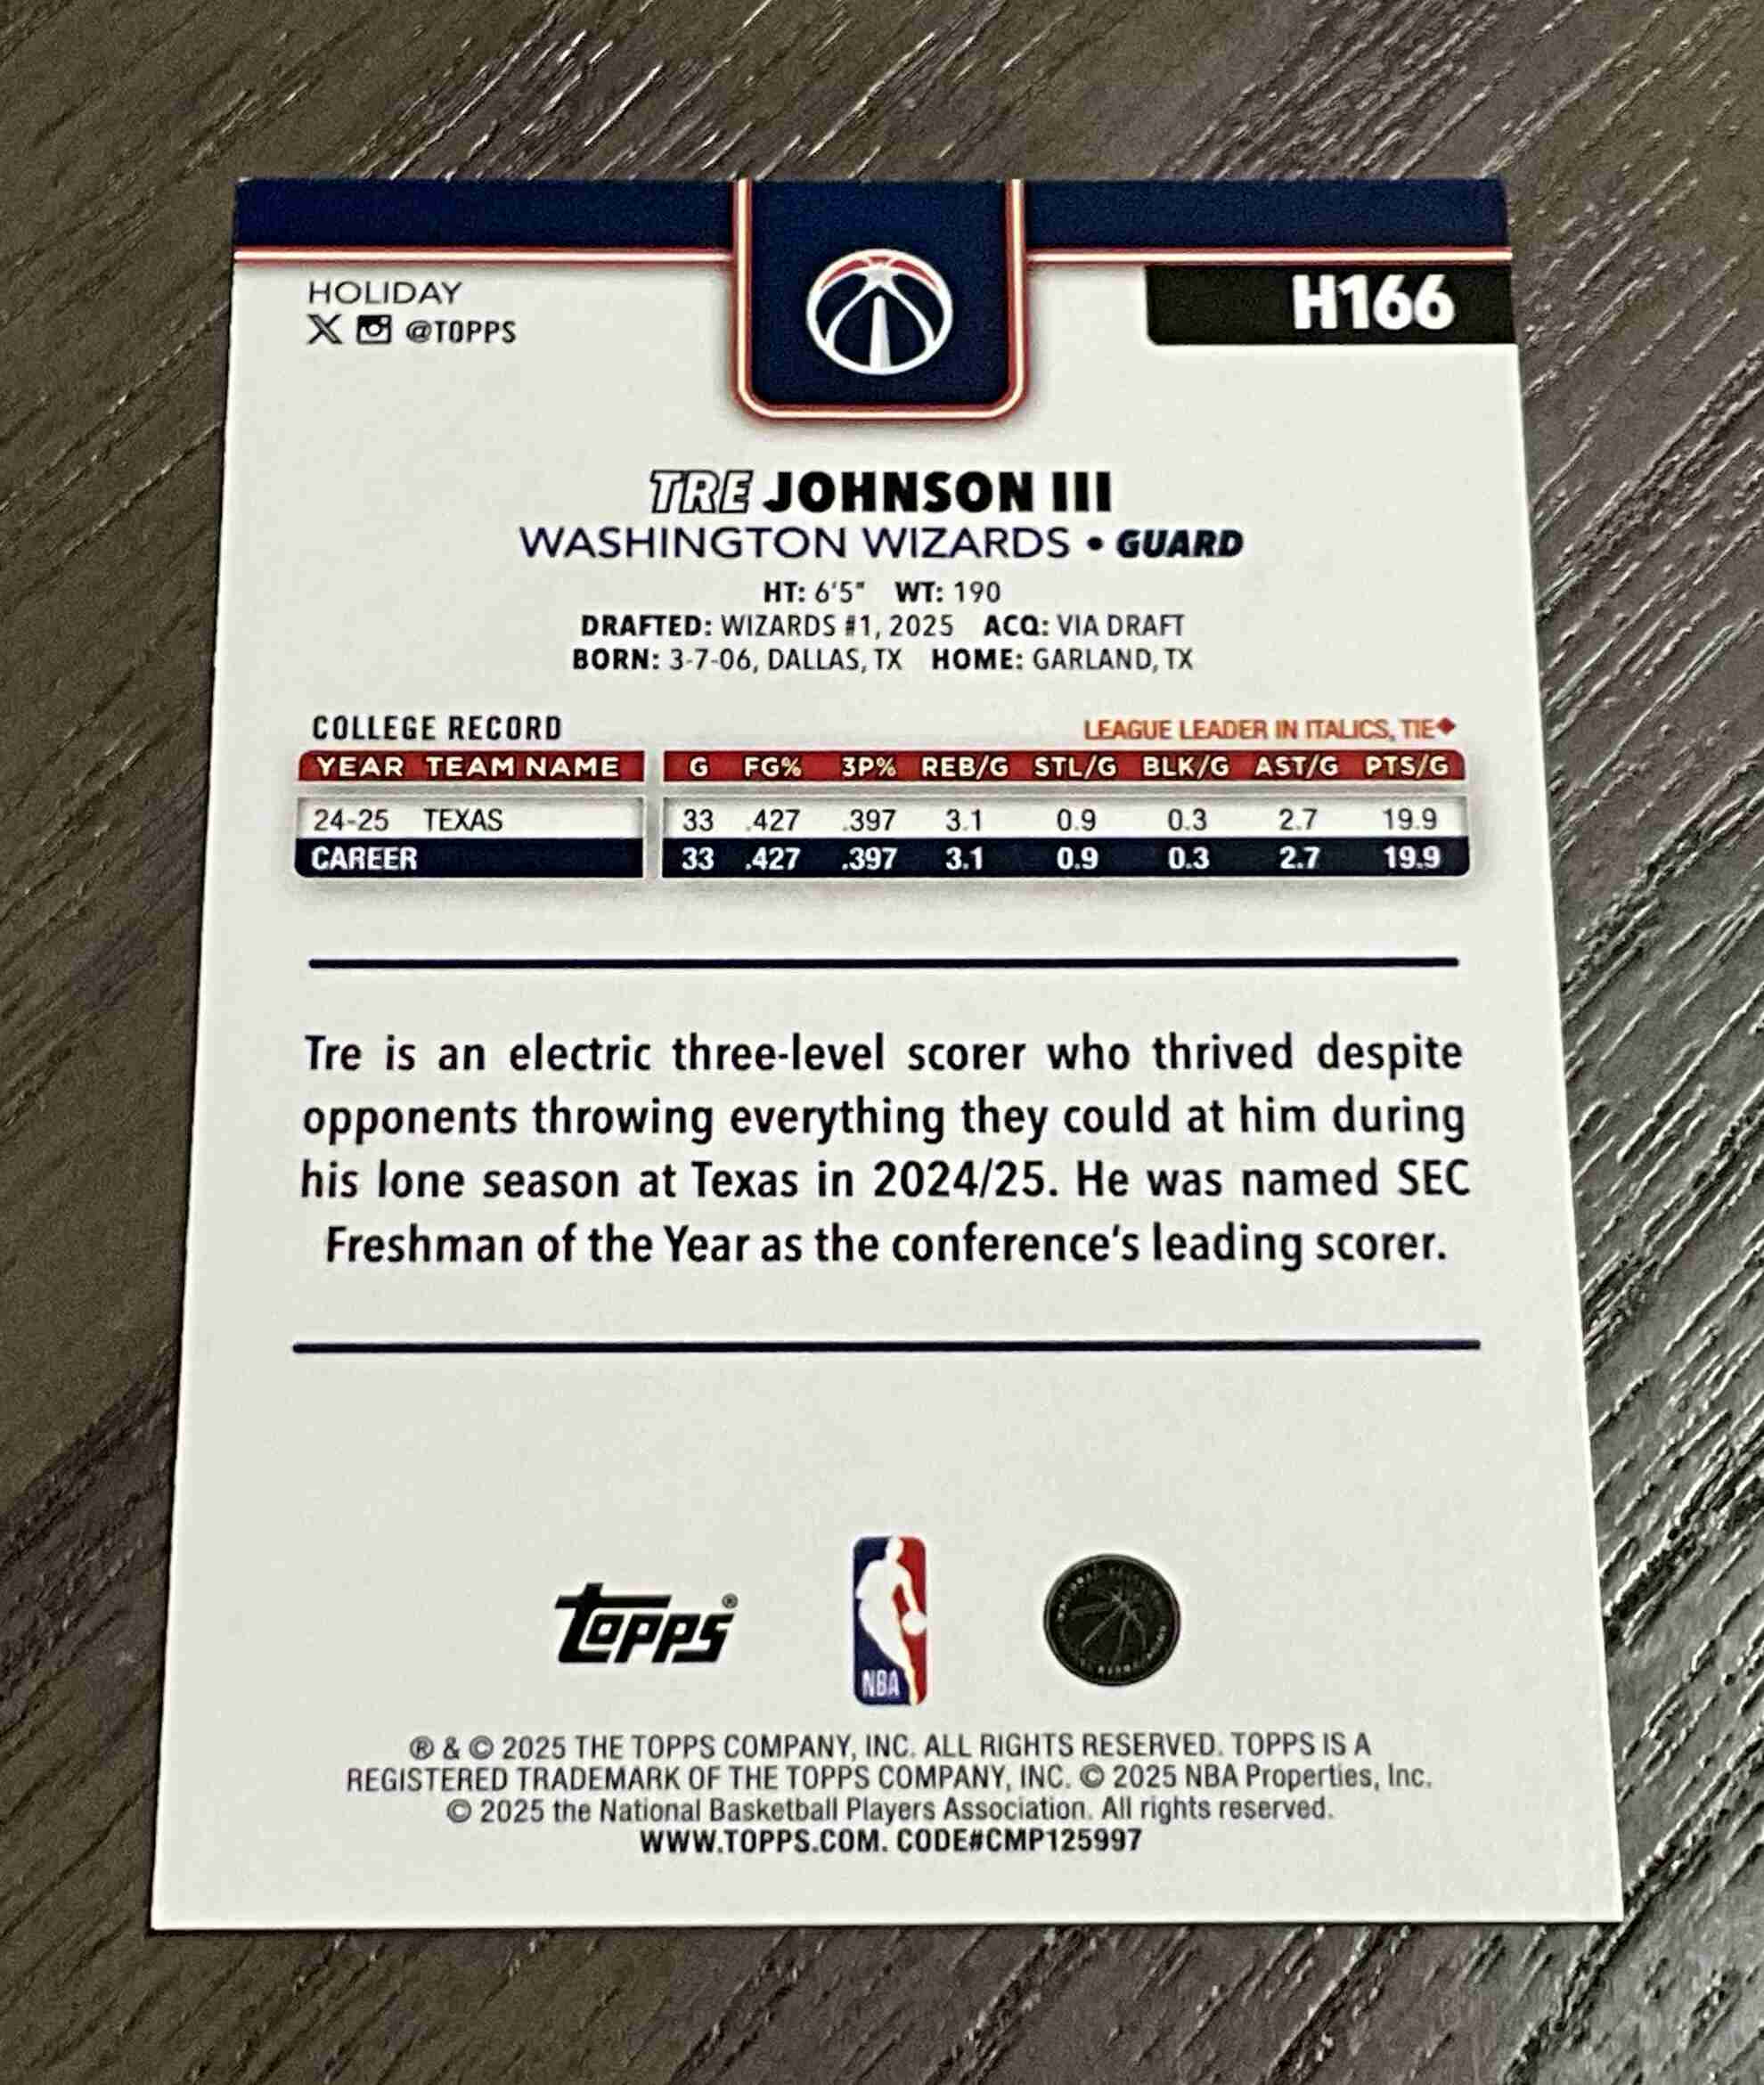 HOLIDAY
X @TOPPS
H166
TRE JOHNSON III
WASHINGTON WIZARDS • GUARD
HT: 6'5" WT: 190
DRAFTED: WIZARDS #1, 2025 ACQ: VIA DRAFT
BORN: 3-7-06, DALLAS, TX HOME: GARLAND, TX
COLLEGE RECORD LEAGUE LEADER IN ITALICS, TIE◆
YEAR TEAM NAME G FG% 3P% REB/G STL/G BLK/G AST/G PTS/G
24-25 TEXAS 33 .427 .397 3.1 0.9 0.3 2.7 19.9
CAREER 33 .427 .397 3.1 0.9 0.3 2.7 19.9
Tre is an electric three-level scorer who thrived despite
opponents throwing everything they could at him during
his lone season at Texas in 2024/25. He was named SEC
Freshman of the Year as the conference's leading scorer.
Topps®
NBA
® & © 2025 THE TOPPS COMPANY, INC. ALL RIGHTS RESERVED. TOPPS IS A
REGISTERED TRADEMARK OF THE TOPPS COMPANY, INC. © 2025 NBA Properties, Inc.
© 2025 the National Basketball Players Association. All rights reserved.
WWW.TOPPS.COM. CODE#CMP125997